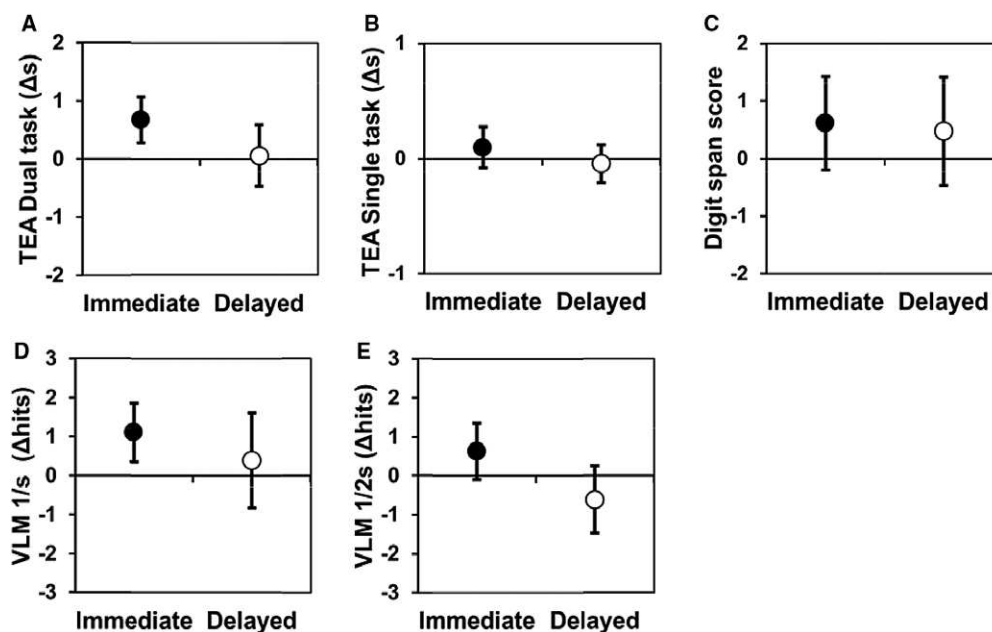 A
TEA Dual task (Δs)
2
1
0
-1
-2
Immediate Delayed
B
TEA Single task (Δs)
1
0
-1
Immediate Delayed
C
Digit span score
2
1
0
-1
-2
Immediate Delayed
D
VLM 1/s (Δhits)
3
2
1
0
-1
-2
-3
Immediate Delayed
E
VLM 1/2s (Δhits)
3
2
1
0
-1
-2
-3
Immediate Delayed